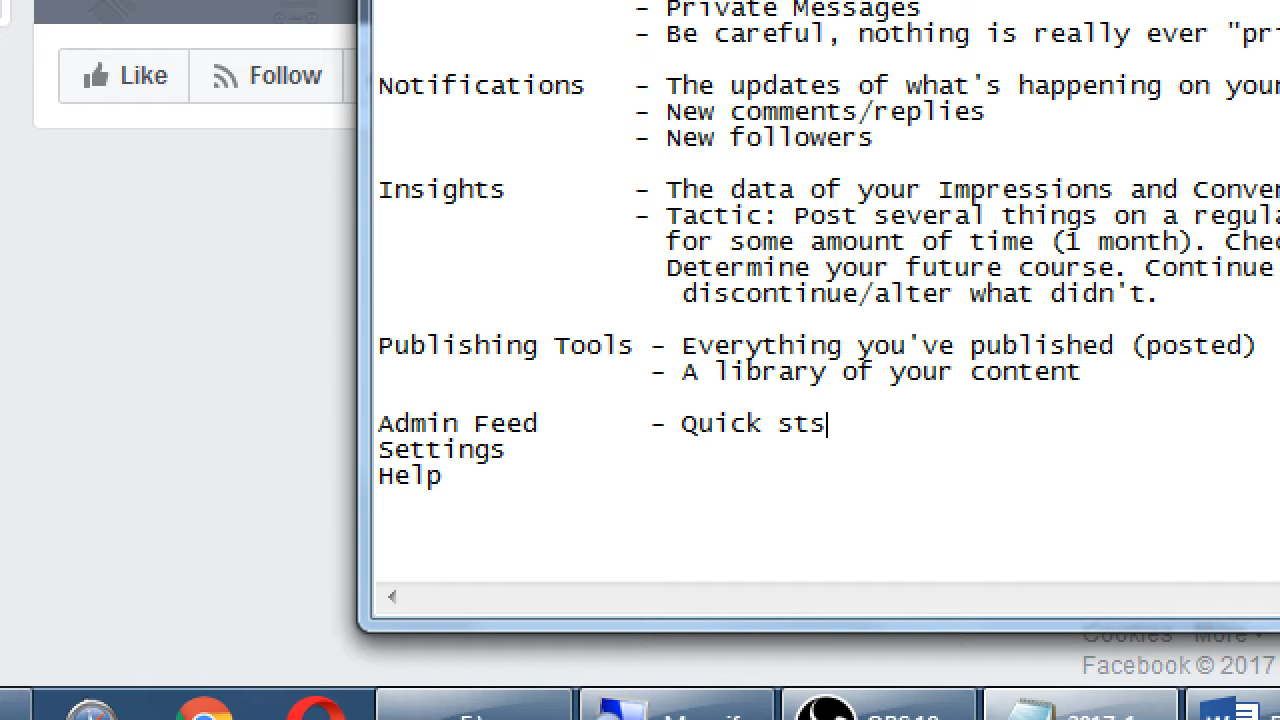 - Private Messages
- Be careful, nothing is really ever "pri
Like Follow
Notifications - The updates of what's happening on your
- New comments/replies
- New followers
Insights - The data of your Impressions and Conver
- Tactic: Post several things on a regula
for some amount of time (1 month). Chec
Determine your future course. Continue
discontinue/alter what didn't.
Publishing Tools - Everything you've published (posted)
- A library of your content
Admin Feed - Quick sts
Settings
Help
Cookies More
Facebook © 2017